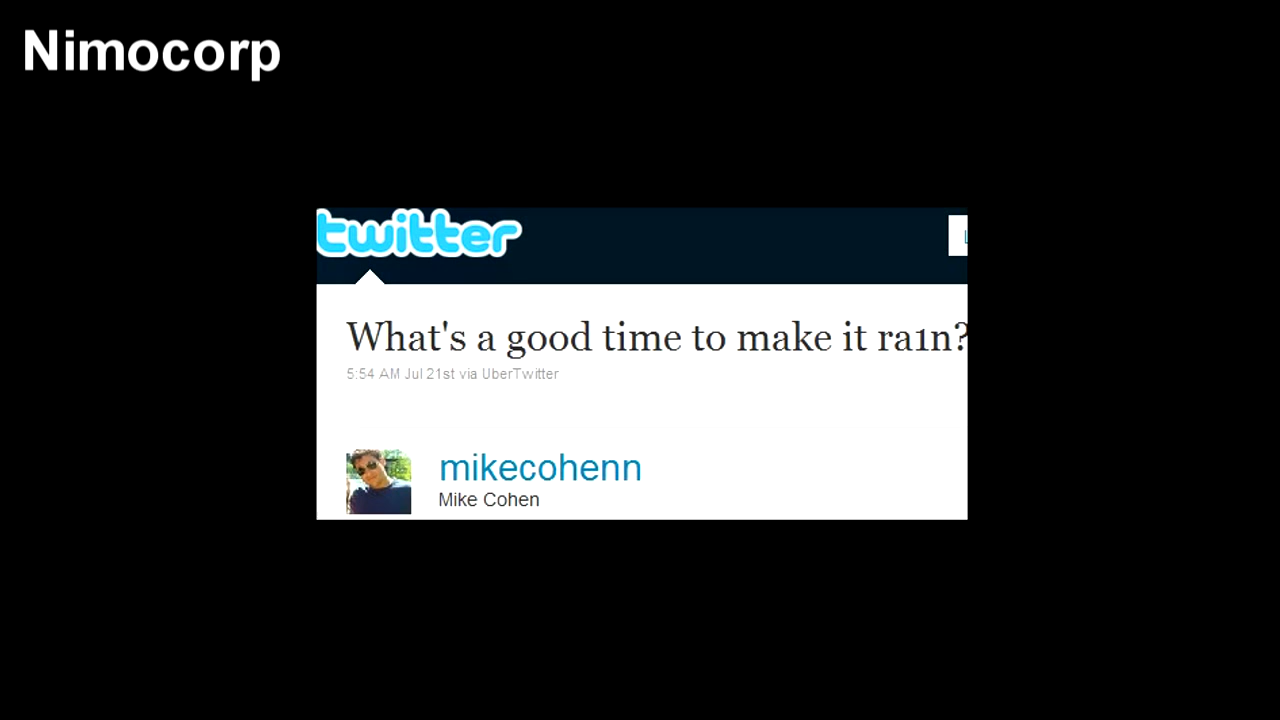 Nimocorp
twitter
What's a good time to make it ra1n?
5:54 AM Jul 21st via UberTwitter
mikecohenn
Mike Cohen